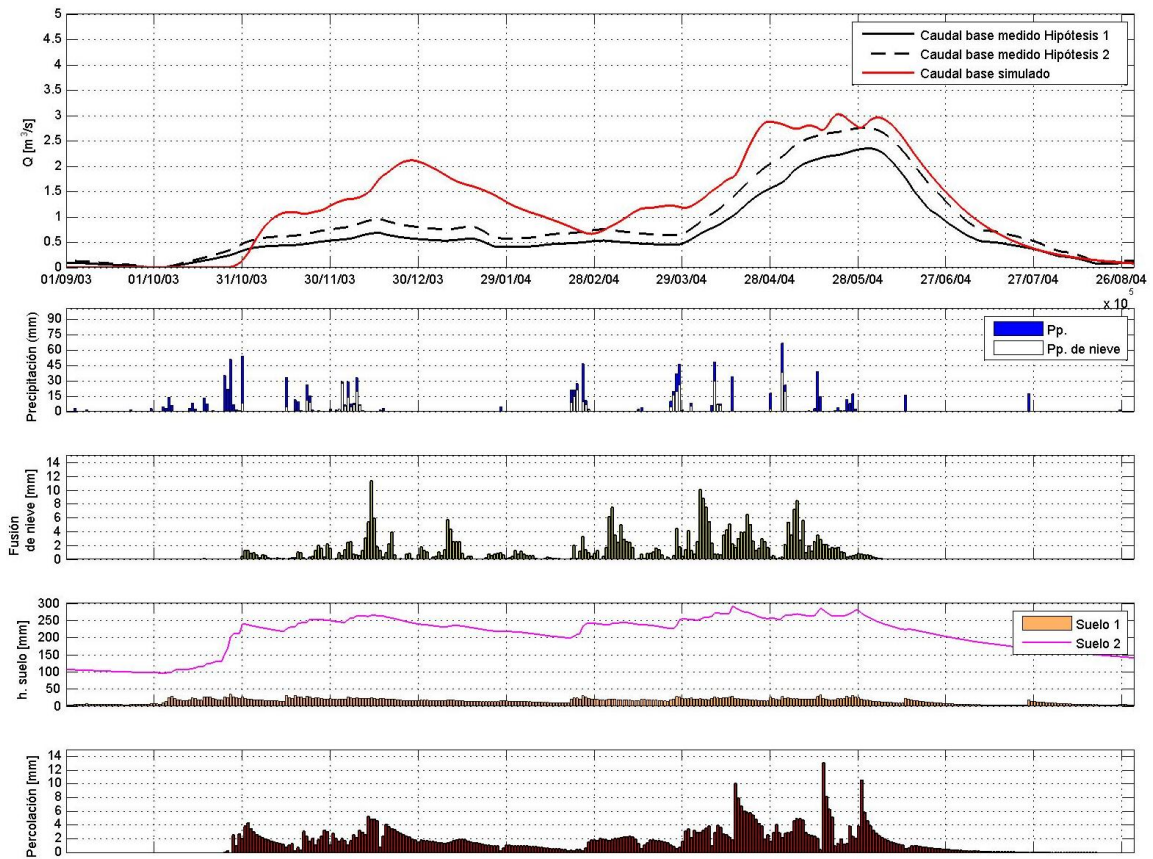 5
4.5
4
3.5
3
2.5
2
1.5
1
0.5
0
Q [m³/s]
Caudal base medido Hipótesis 1
Caudal base medido Hipótesis 2
Caudal base simulado
01/09/03 01/10/03 31/10/03 30/11/03 30/12/03 29/01/04 28/02/04 29/03/04 28/04/04 28/05/04 27/06/04 27/07/04 26/08/04
x 10⁵
90
75
60
45
30
15
0
Precipitación (mm)
Pp.
Pp. de nieve
14
12
10
8
6
4
2
0
Fusión
de nieve [mm]
300
250
200
150
100
50
0
h. suelo [mm]
Suelo 1
Suelo 2
14
12
10
8
6
4
2
0
Percolación [mm]